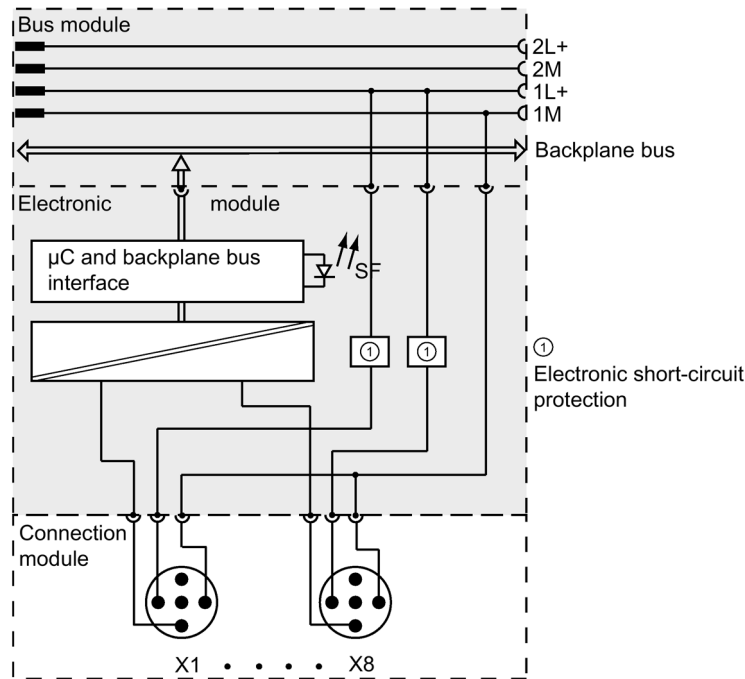 Bus module
2L+
2M
1L+
1M
Backplane bus
Electronic module
µC and backplane bus
interface
SF
① ①
①
Electronic short-circuit
protection
Connection
module
X1 . . . . X8